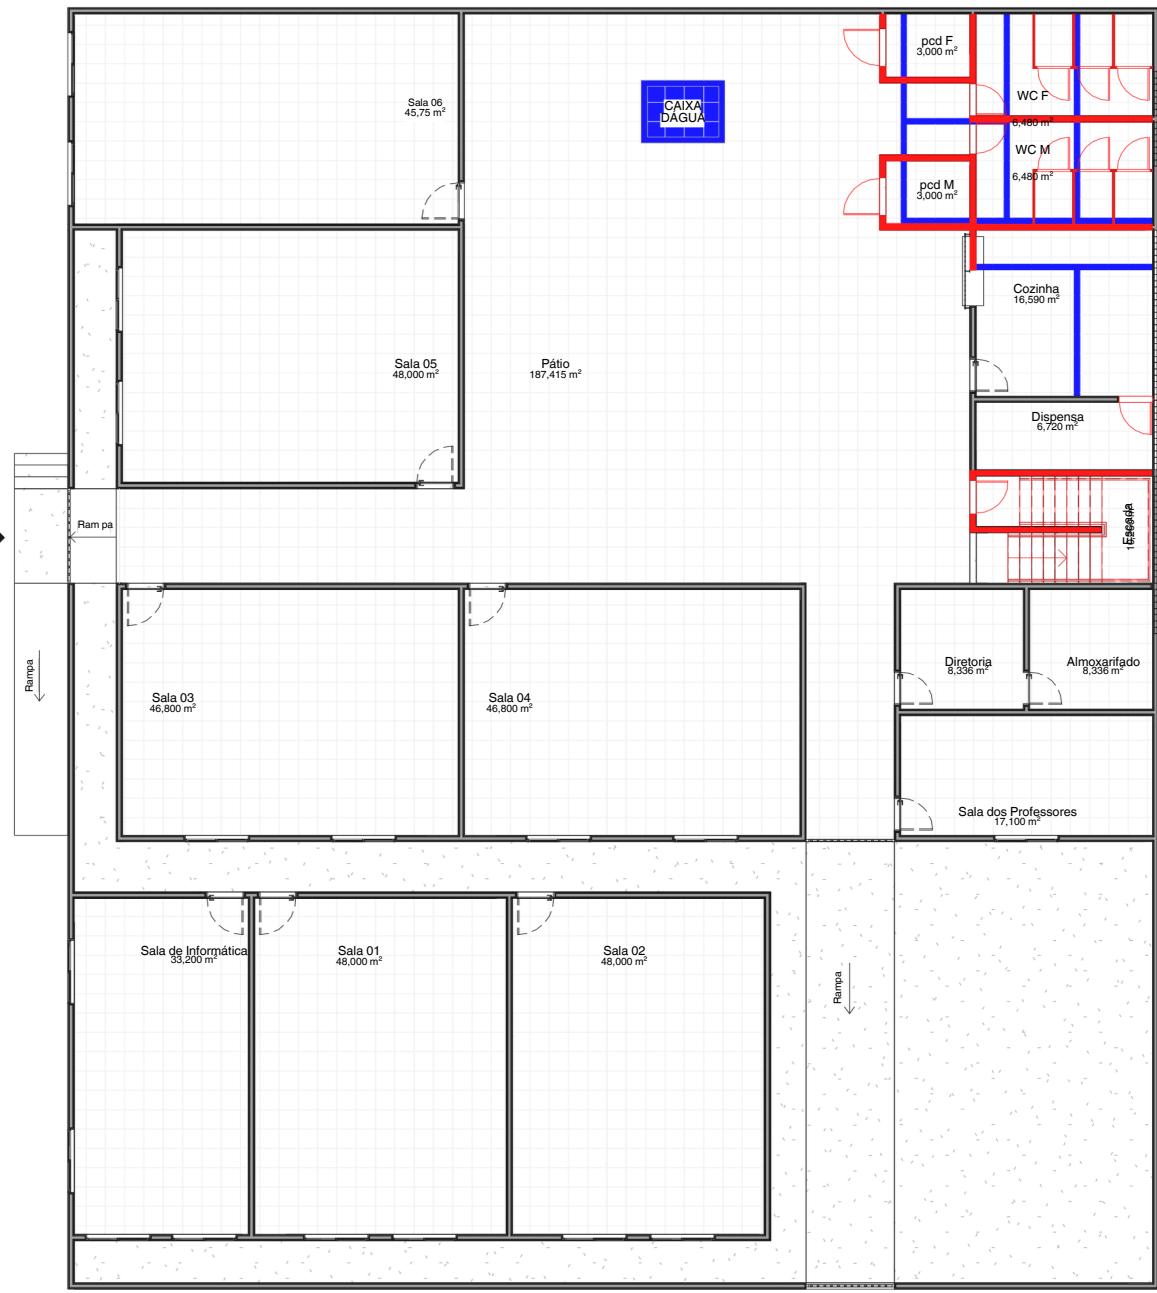 pcd F
3,000 m²
Sala 06
45,75 m²
CAIXA
DÁGUA
WC F
6,480 m²
WC M
6,480 m²
pcd M
3,000 m²
Cozinha
16,590 m²
Sala 05
48,000 m²
Pátio
187,415 m²
Dispensa
6,720 m²
Ram pa
Escada
Rampa
Diretoria
8,336 m²
Almoxarifado
8,336 m²
Sala 03
46,800 m²
Sala 04
46,800 m²
Sala dos Professores
17,100 m²
Sala de Informática
33,200 m²
Sala 01
48,000 m²
Sala 02
48,000 m²
Rampa